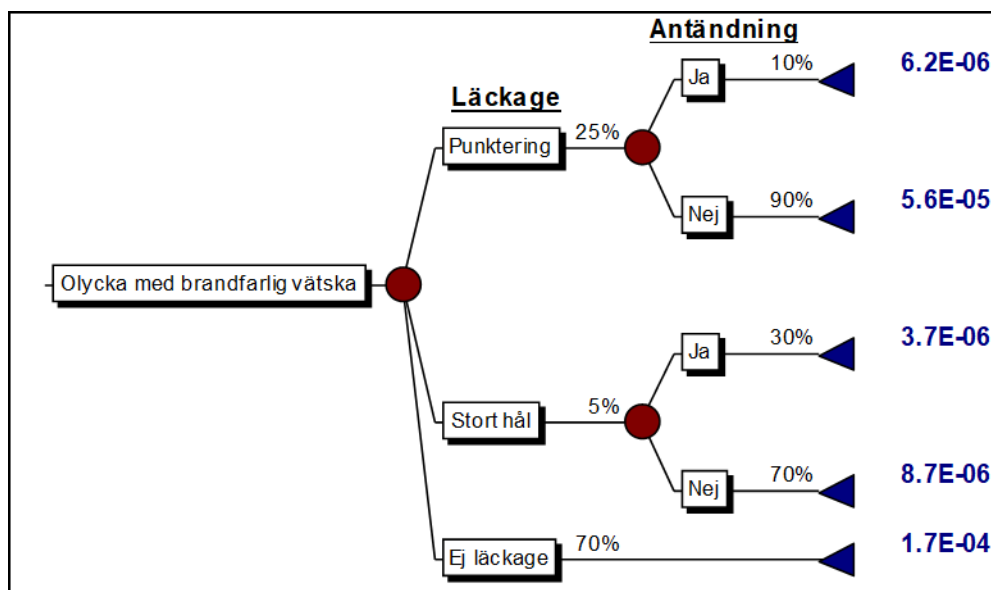 Antändning
Ja 10% 6.2E-06
Läckage
Punktering 25%
Nej 90% 5.6E-05
Olycka med brandfarlig vätska
Ja 30% 3.7E-06
Stort hål 5%
Nej 70% 8.7E-06
Ej läckage 70% 1.7E-04